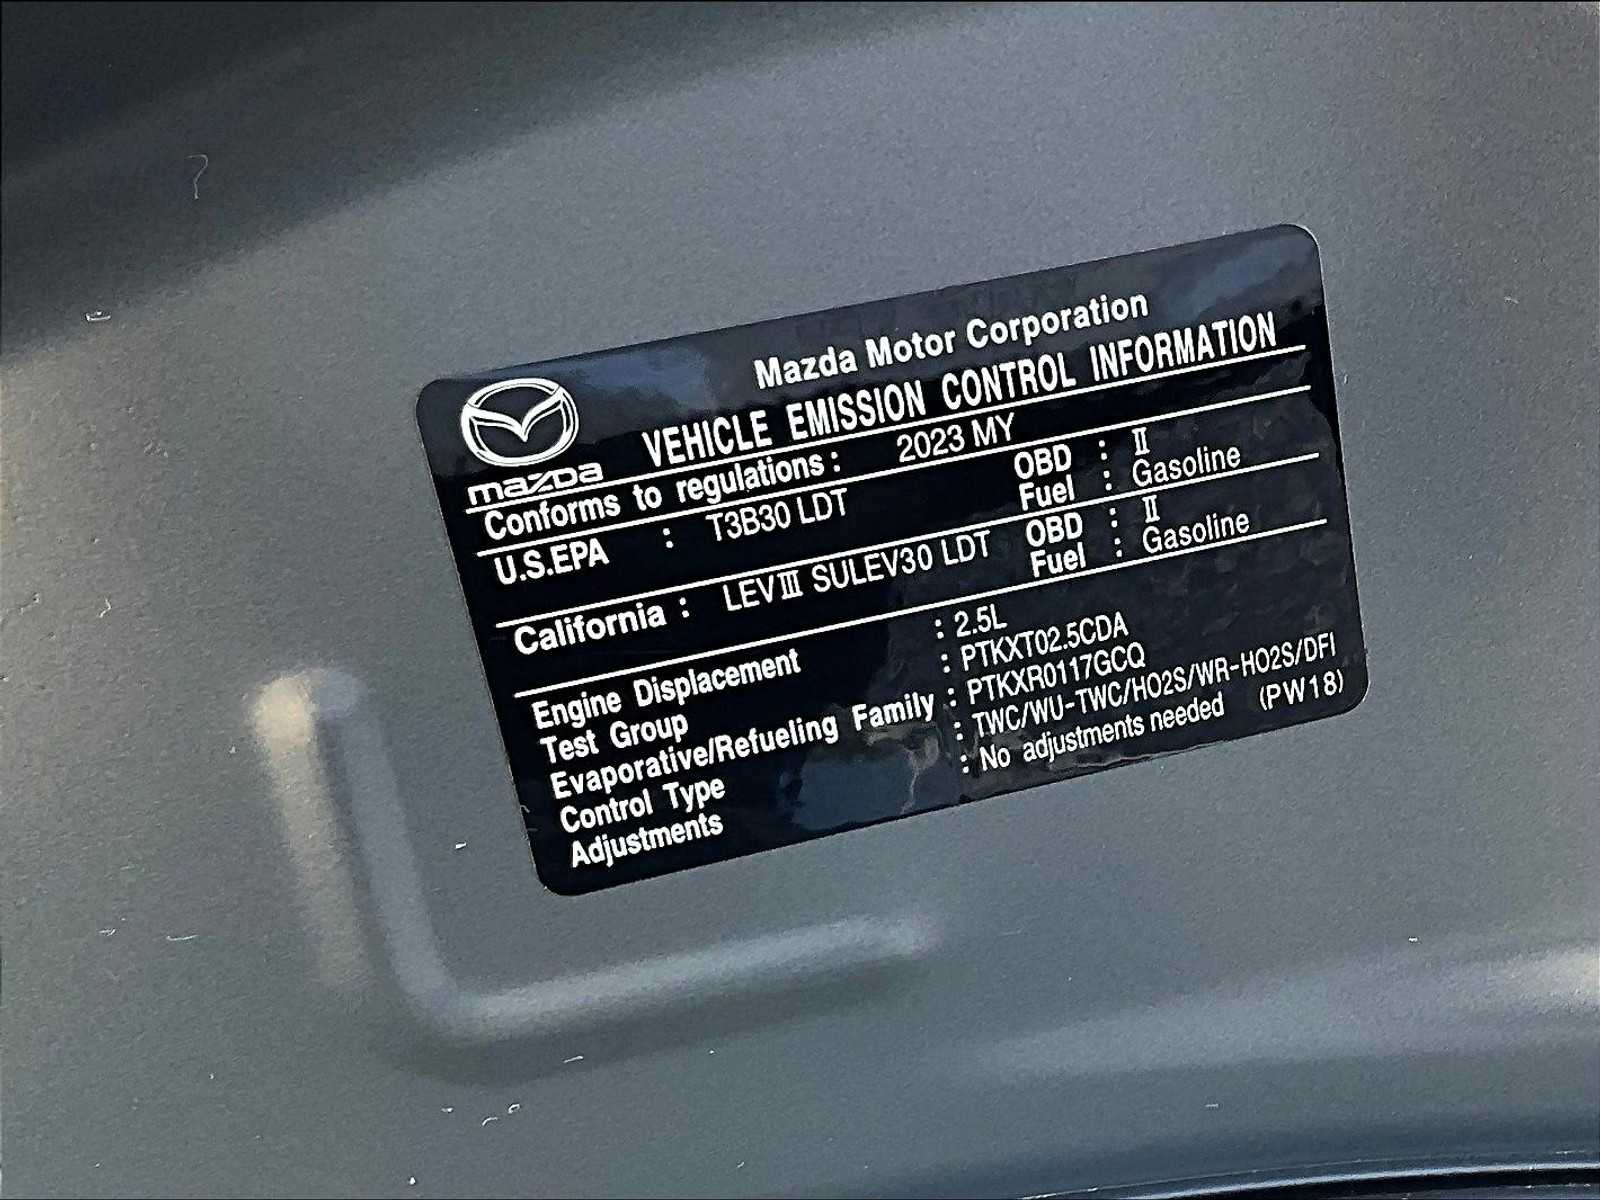 Mazda Motor Corporation
mazda VEHICLE EMISSION CONTROL INFORMATION
Conforms to regulations : 2023 MY
U.S.EPA : T3B30 LDT OBD : Ⅱ
Fuel : Gasoline
California : LEVⅢ SULEV30 LDT OBD : Ⅱ
Fuel : Gasoline
Engine Displacement : 2.5L
Test Group : PTKXT02.5CDA
Evaporative/Refueling Family : PTKXR0117GCQ
Control Type : TWC/WU-TWC/HO2S/WR-HO2S/DFI
Adjustments : No adjustments needed (PW18)